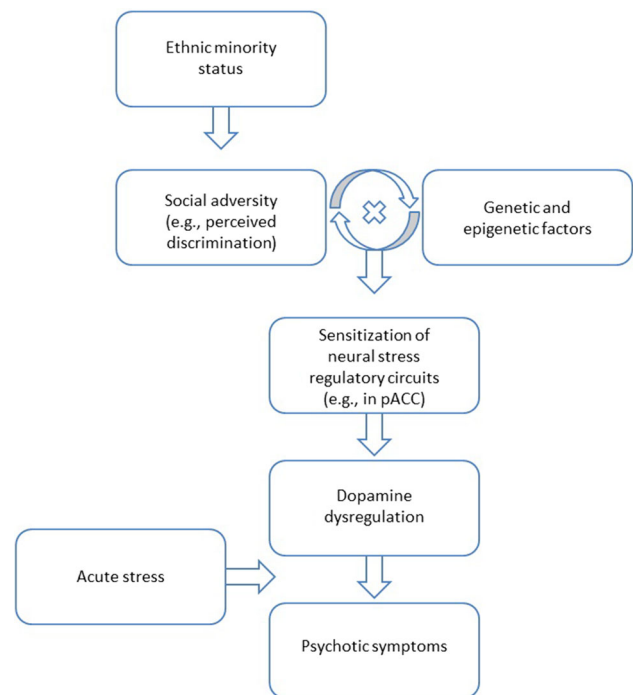 Ethnic minority
status
Social adversity
(e.g., perceived
discrimination)
Genetic and
epigenetic factors
Sensitization of
neural stress
regulatory circuits
(e.g., in pACC)
Dopamine
dysregulation
Acute stress
Psychotic symptoms